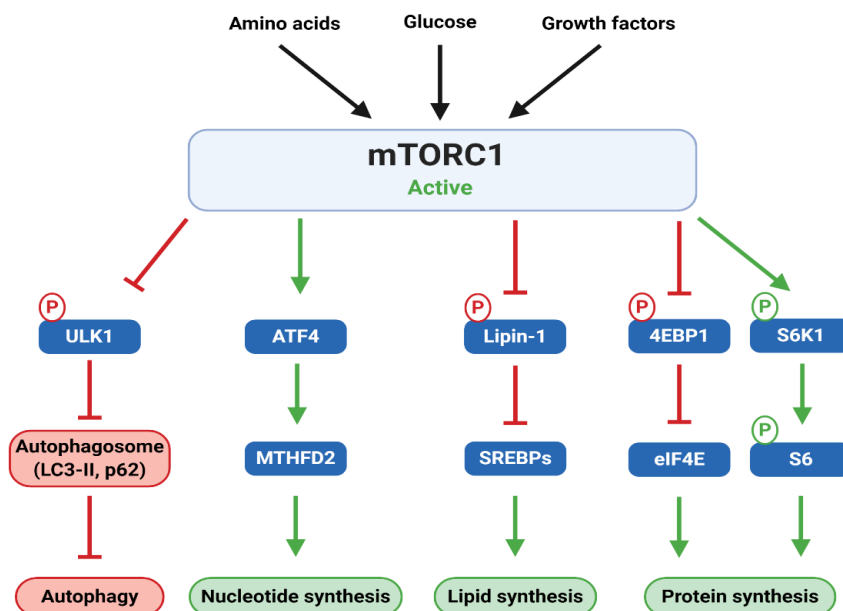 Amino acids
Glucose
Growth factors
mTORC1
Active
P
P
P
P
ULK1
ATF4
Lipin-1
4EBP1
S6K1
P
Autophagosome
(LC3-II, p62)
MTHFD2
SREBPs
eIF4E
S6
Autophagy
Nucleotide synthesis
Lipid synthesis
Protein synthesis